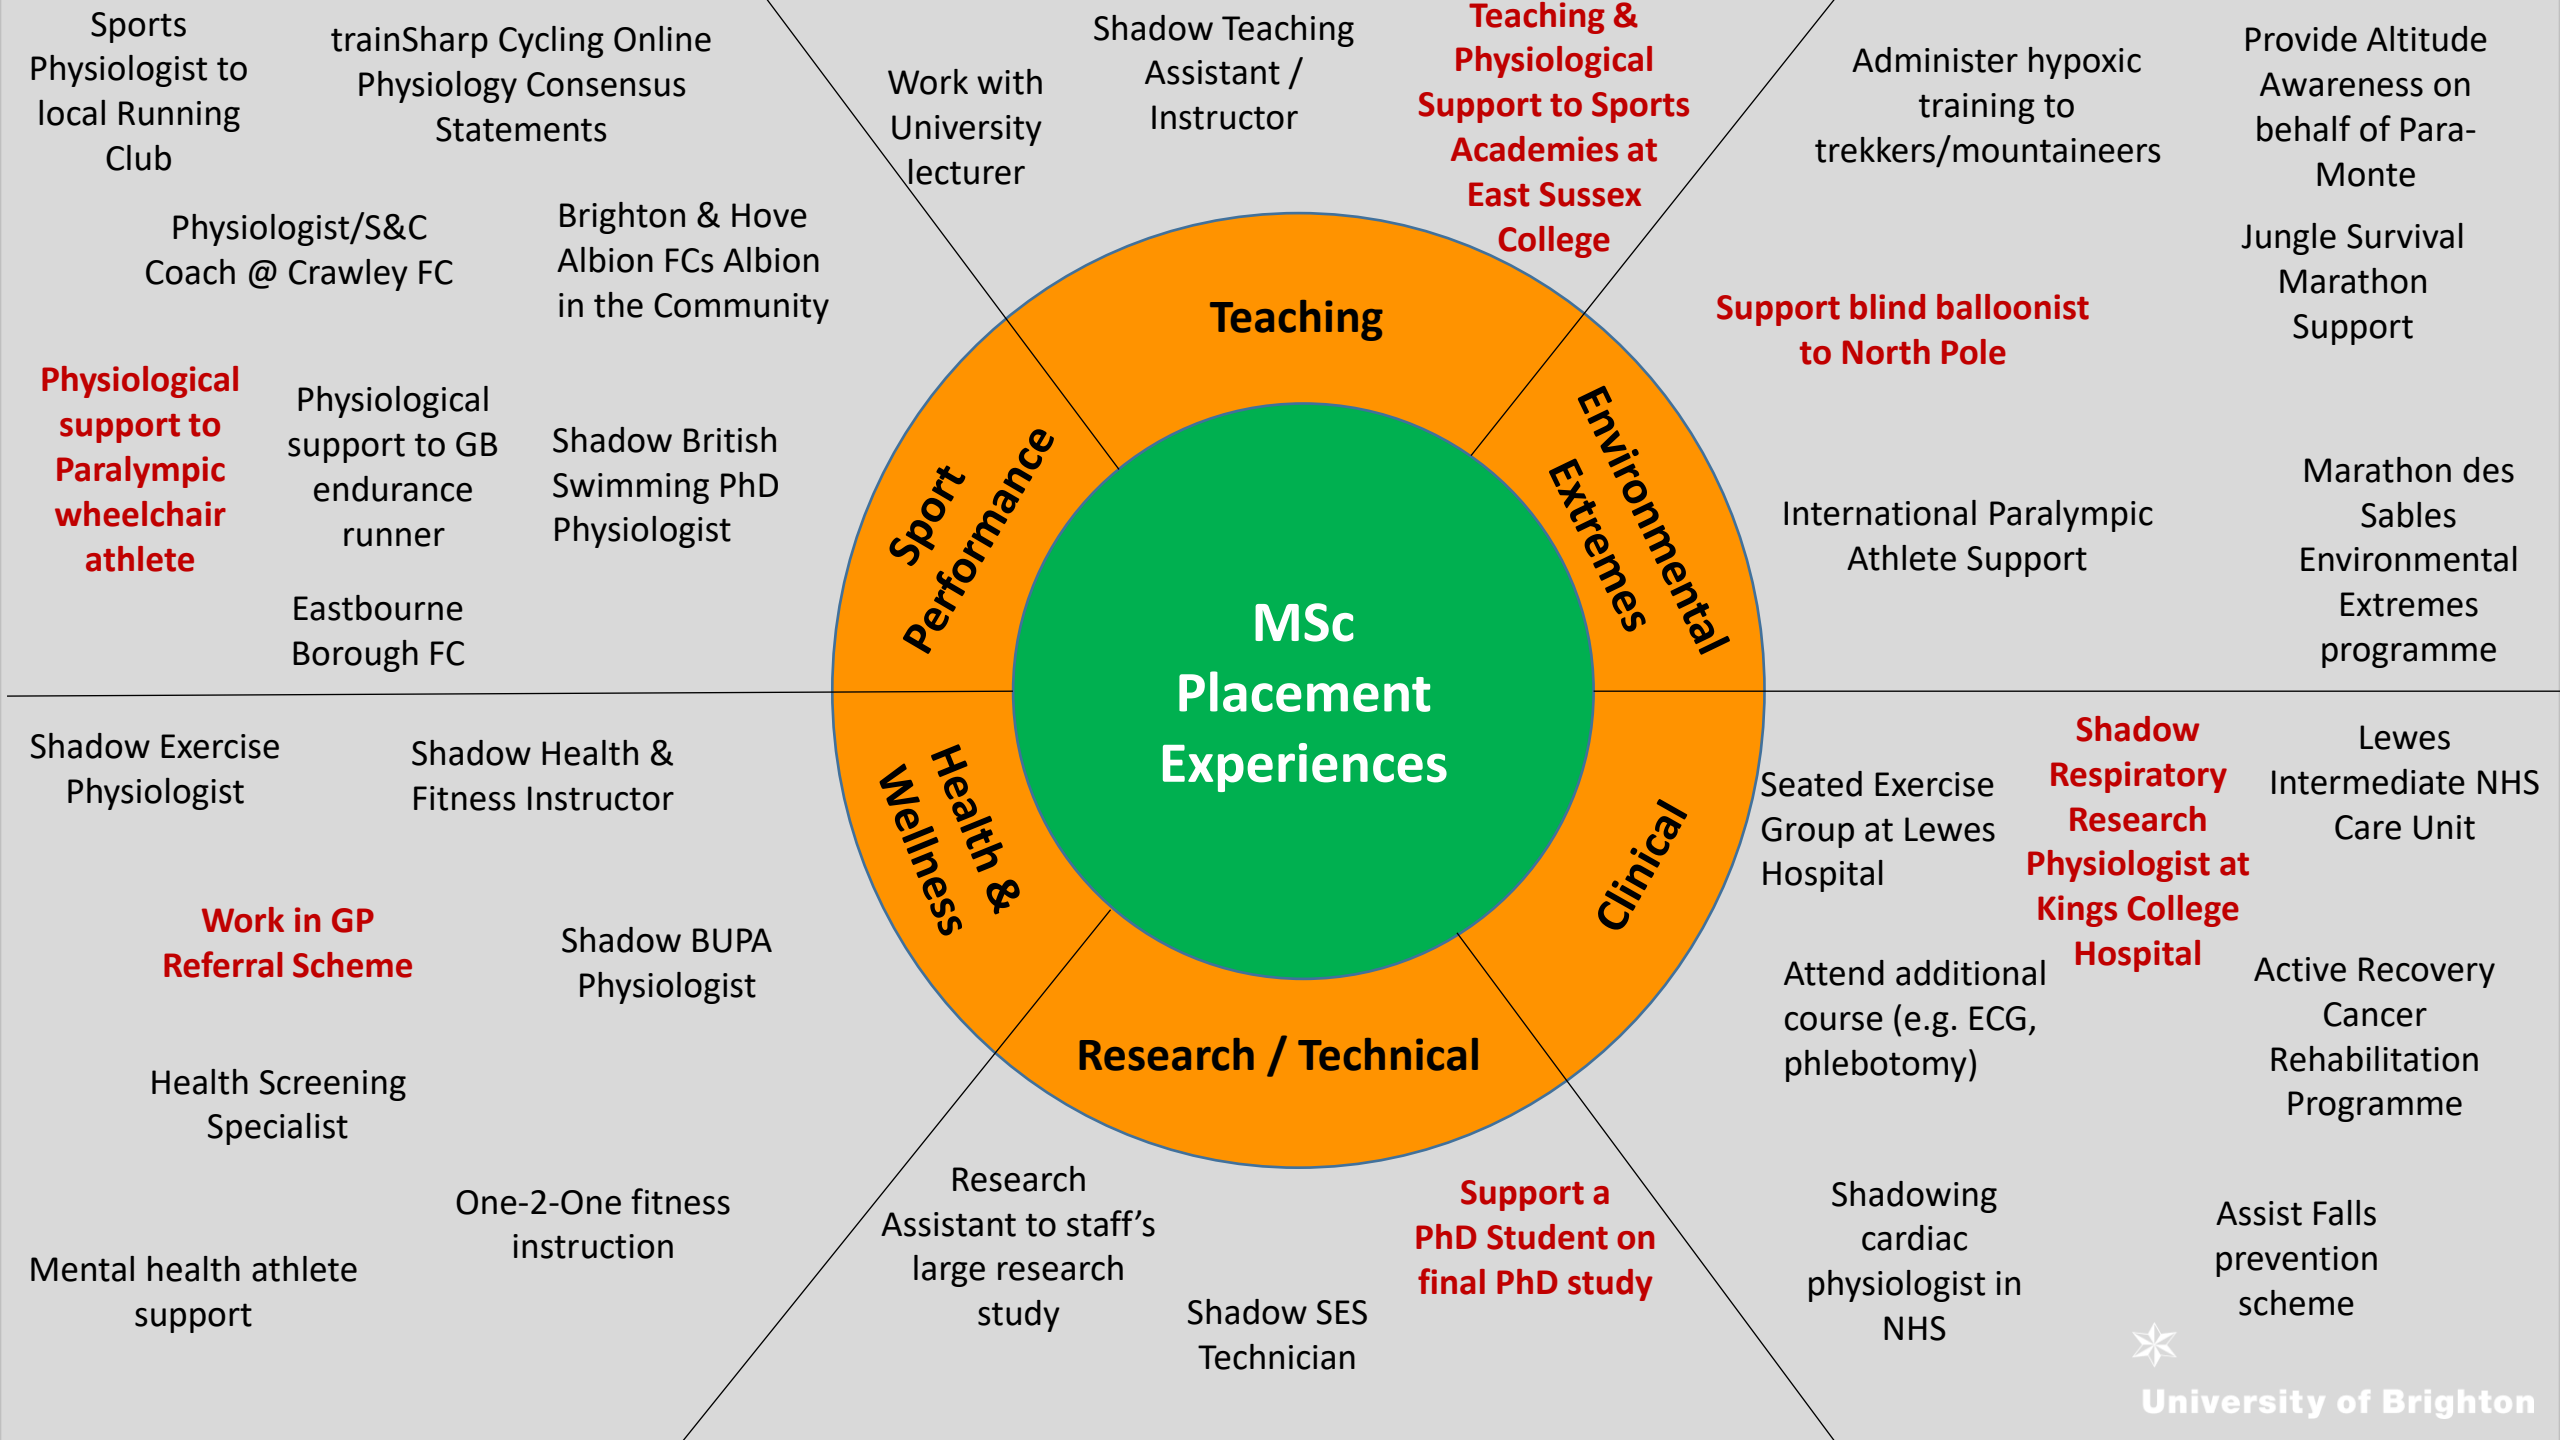 Sports
Physiologist to
local Running
Club
trainSharp Cycling Online
Physiology Consensus
Statements
Physiologist/S&C
Coach @ Crawley FC
Brighton & Hove
Albion FCs Albion
in the Community
Physiological
support to
Paralympic
wheelchair
athlete
Physiological
support to GB
endurance
runner
Shadow British
Swimming PhD
Physiologist
Eastbourne
Borough FC
Work with
University
lecturer
Shadow Teaching
Assistant /
Instructor
Teaching &
Physiological
Support to Sports
Academies at
East Sussex
College
Administer hypoxic
training to
trekkers/mountaineers
Provide Altitude
Awareness on
behalf of Para-
Monte
Support blind balloonist
to North Pole
Jungle Survival
Marathon
Support
International Paralympic
Athlete Support
Marathon des
Sables
Environmental
Extremes
programme
Teaching
Sport
Performance
Environmental
Extremes
MSc
Placement
Experiences
Health &
Wellness
Clinical
Research / Technical
Shadow Exercise
Physiologist
Shadow Health &
Fitness Instructor
Work in GP
Referral Scheme
Shadow BUPA
Physiologist
Health Screening
Specialist
One-2-One fitness
instruction
Mental health athlete
support
Research
Assistant to staff’s
large research
study
Shadow SES
Technician
Support a
PhD Student on
final PhD study
Seated Exercise
Group at Lewes
Hospital
Shadow
Respiratory
Research
Physiologist at
Kings College
Hospital
Lewes
Intermediate NHS
Care Unit
Attend additional
course (e.g. ECG,
phlebotomy)
Active Recovery
Cancer
Rehabilitation
Programme
Shadowing
cardiac
physiologist in
NHS
Assist Falls
prevention
scheme
University of Brighton